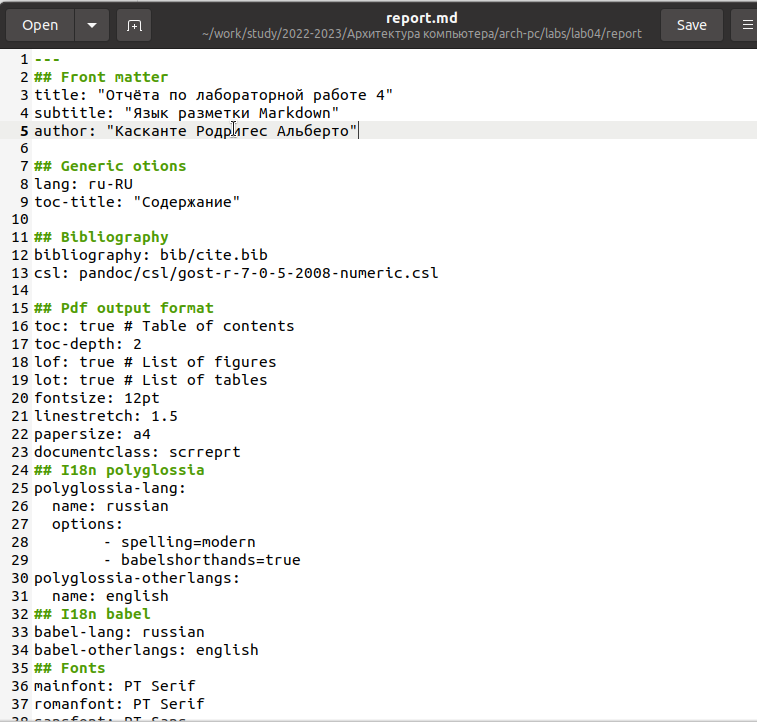 Open
report.md
~/work/study/2022-2023/Архитектура компьютера/arch-pc/labs/lab04/report
Save
1 ---
2 ## Front matter
3 title: "Отчёта по лабораторной работе 4"
4 subtitle: "Язык разметки Markdown"
5 author: "Касканте Родригес Альберто"
6
7 ## Generic otions
8 lang: ru-RU
9 toc-title: "Содержание"
10
11 ## Bibliography
12 bibliography: bib/cite.bib
13 csl: pandoc/csl/gost-r-7-0-5-2008-numeric.csl
14
15 ## Pdf output format
16 toc: true # Table of contents
17 toc-depth: 2
18 lof: true # List of figures
19 lot: true # List of tables
20 fontsize: 12pt
21 linestretch: 1.5
22 papersize: a4
23 documentclass: scrreprt
24 ## I18n polyglossia
25 polyglossia-lang:
26   name: russian
27   options:
28         - spelling=modern
29         - babelshorthands=true
30 polyglossia-otherlangs:
31   name: english
32 ## I18n babel
33 babel-lang: russian
34 babel-otherlangs: english
35 ## Fonts
36 mainfont: PT Serif
37 romanfont: PT Serif
38 sansfont: PT Sans